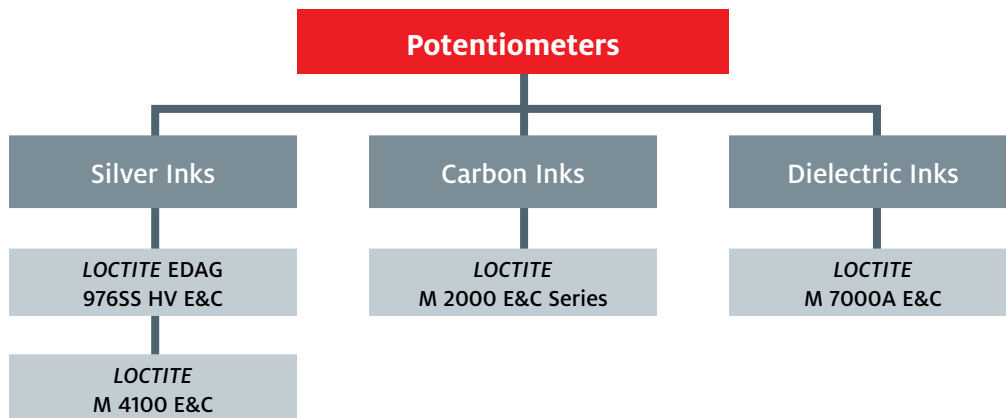 Potentiometers
Silver Inks
Carbon Inks
Dielectric Inks
LOCTITE EDAG
976SS HV E&C
LOCTITE
M 2000 E&C Series
LOCTITE
M 7000A E&C
LOCTITE
M 4100 E&C